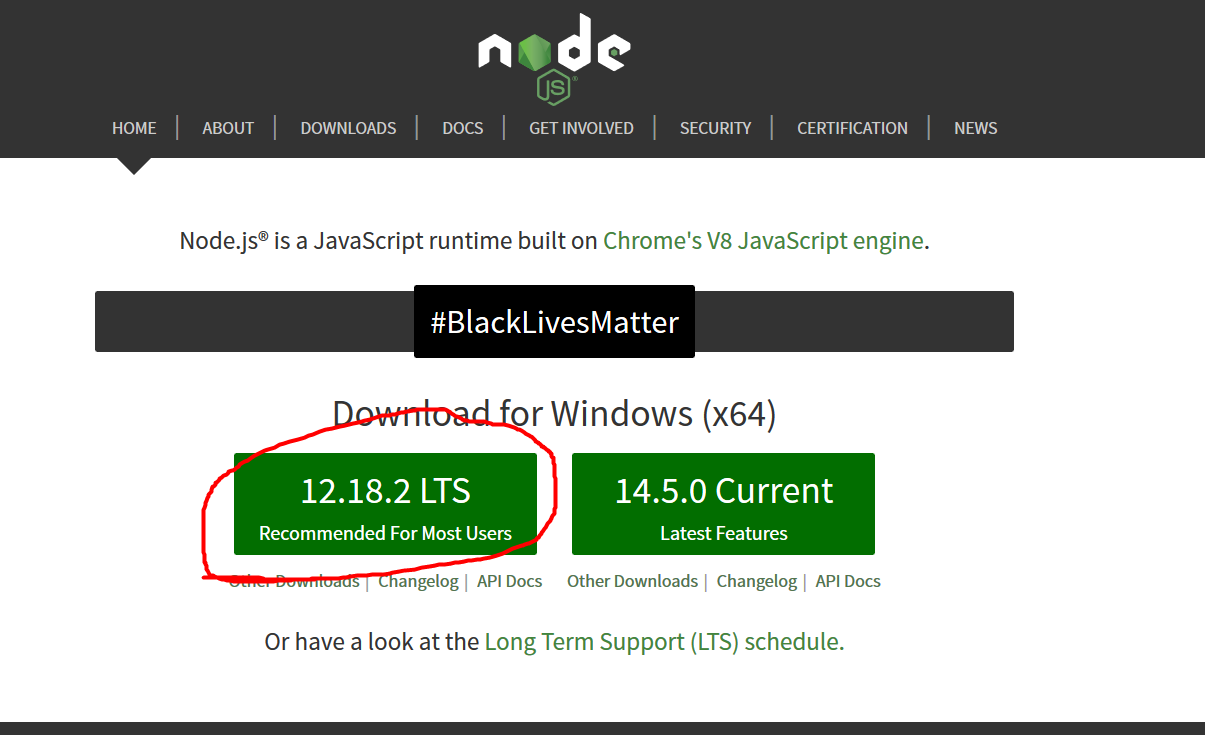 node
JS®
HOME | ABOUT | DOWNLOADS | DOCS | GET INVOLVED | SECURITY | CERTIFICATION | NEWS
Node.js® is a JavaScript runtime built on Chrome's V8 JavaScript engine.
#BlackLivesMatter
Download for Windows (x64)
12.18.2 LTS
Recommended For Most Users
14.5.0 Current
Latest Features
Other Downloads | Changelog | API Docs
Other Downloads | Changelog | API Docs
Or have a look at the Long Term Support (LTS) schedule.